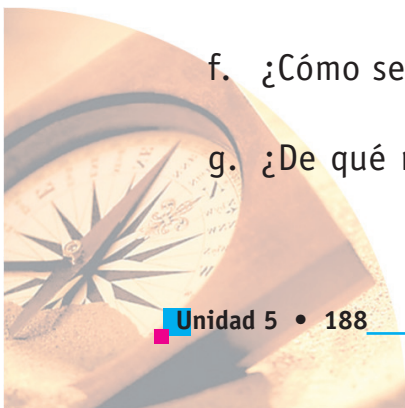 f. ¿Cómo se
g. ¿De qué
Unidad 5 • 188